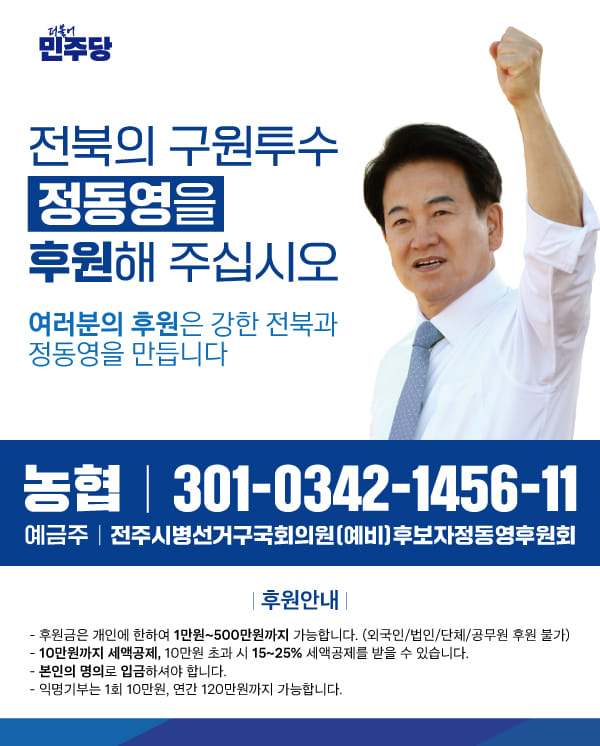 더불어
민주당
전북의 구원투수
정동영을
후원해 주십시오
여러분의 후원은 강한 전북과
정동영을 만듭니다
농협 | 301-0342-1456-11
예금주 | 전주시병선거구국회의원(예비)후보자정동영후원회
| 후원안내 |
- 후원금은 개인에 한하여 1만원~500만원까지 가능합니다. (외국인/법인/단체/공무원 후원 불가)
- 10만원까지 세액공제, 10만원 초과 시 15~25% 세액공제를 받을 수 있습니다.
- 본인의 명의로 입금하셔야 합니다.
- 익명기부는 1회 10만원, 연간 120만원까지 가능합니다.